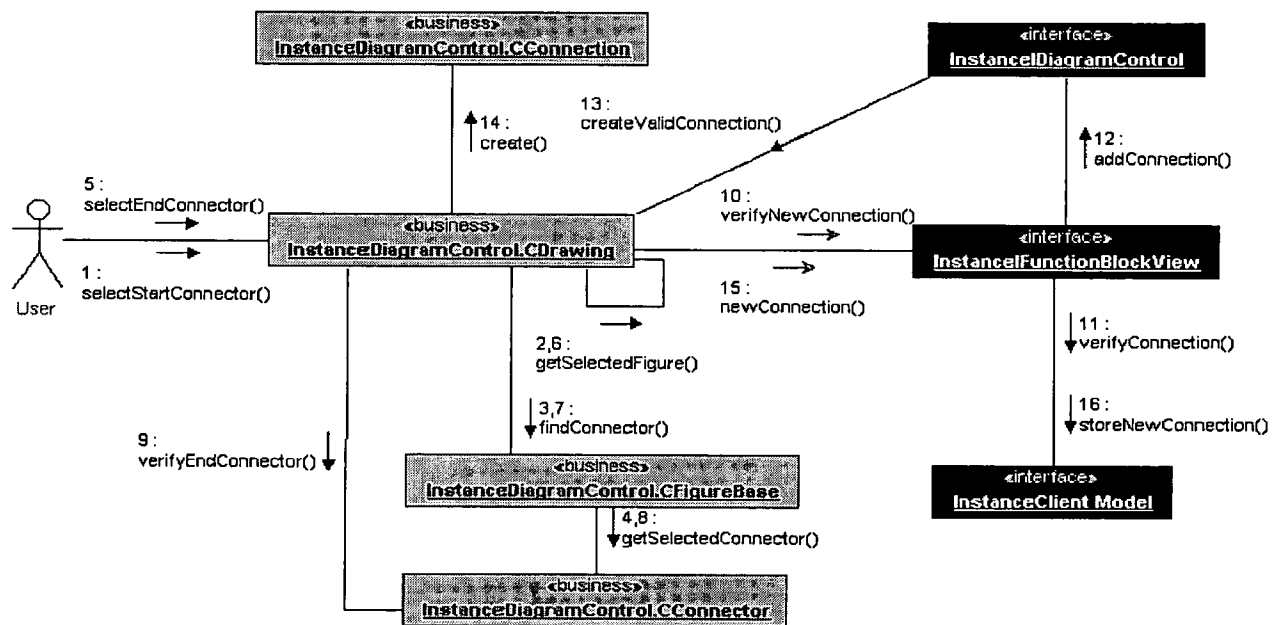 «business»
InstanceDiagramControl.CConnection
«interface»
InstanceIDiagramControl
13 :
createValidConnection()
14 :
create()
12 :
addConnection()
5 :
selectEndConnector()
10 :
verifyNewConnection()
«business»
InstanceDiagramControl.CDrawing
«interface»
InstanceIFunctionBlockView
1 :
selectStartConnector()
User
15 :
newConnection()
11 :
verifyConnection()
2,6 :
getSelectedFigure()
3,7 :
findConnector()
16 :
storeNewConnection()
9 :
verifyEndConnector()
«business»
InstanceDiagramControl.CFigureBase
«interface»
InstanceClient Model
4,8 :
getSelectedConnector()
«business»
InstanceDiagramControl.CConnector